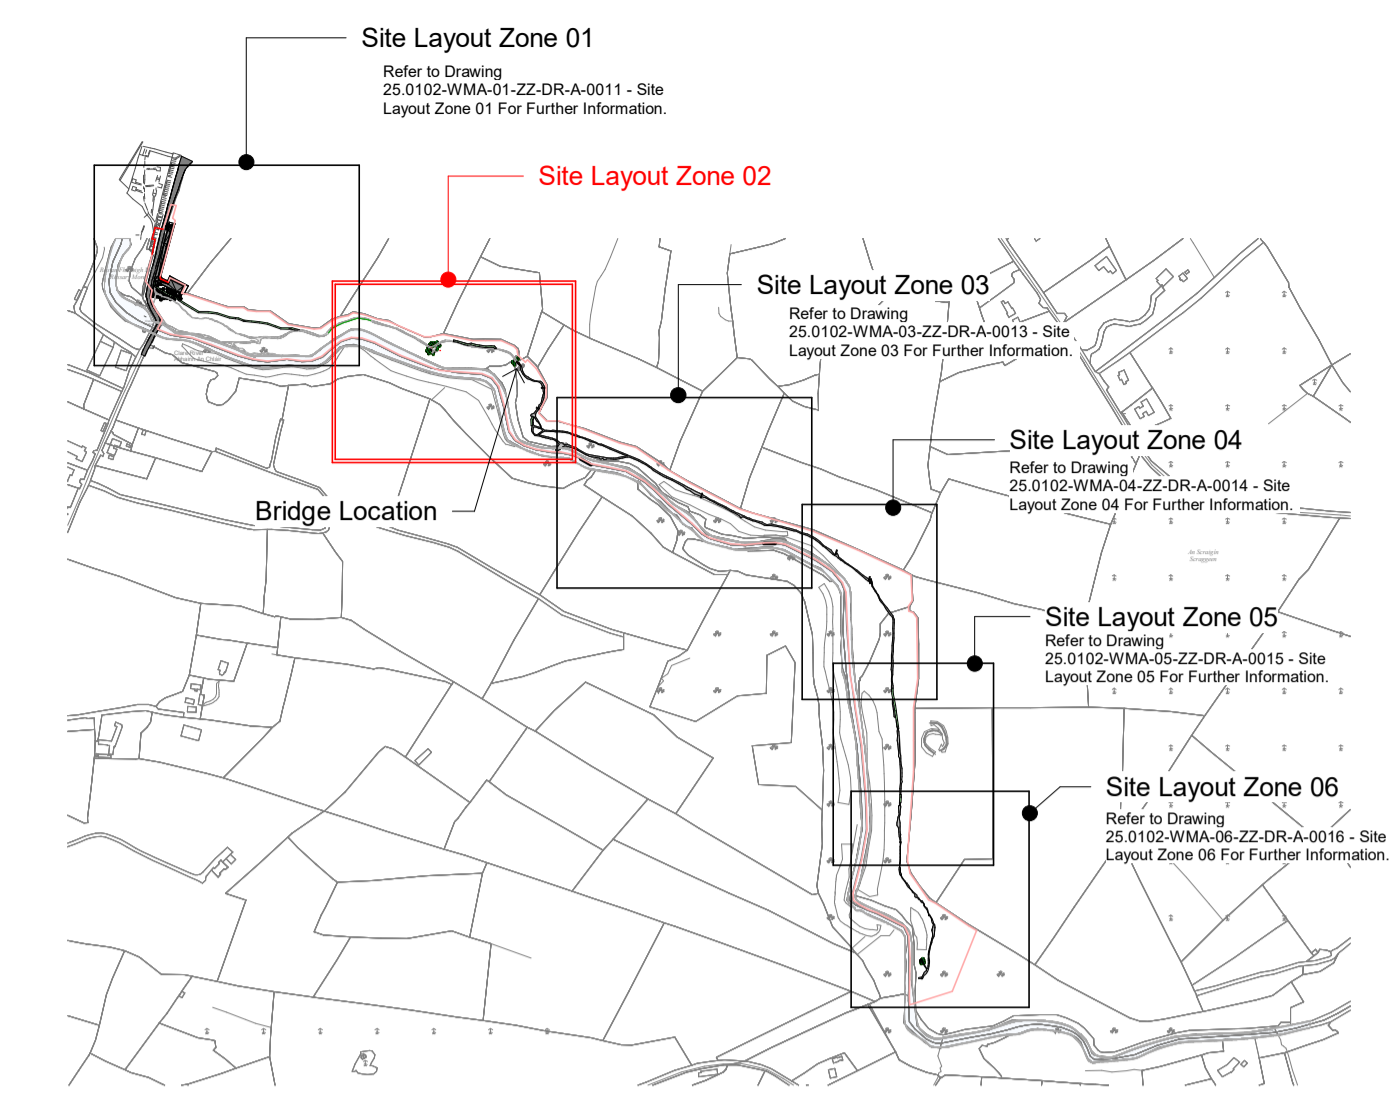 Site Layout Zone 01
Refer to Drawing
25.0102-WMA-01-ZZ-DR-A-0011 - Site
Layout Zone 01 For Further Information.
Site Layout Zone 02
Site Layout Zone 03
Refer to Drawing
25.0102-WMA-03-ZZ-DR-A-0013 - Site
Layout Zone 03 For Further Information.
Site Layout Zone 04
Refer to Drawing
25.0102-WMA-04-ZZ-DR-A-0014 - Site
Layout Zone 04 For Further Information.
Bridge Location
An Scraigín
Scraggeen
Site Layout Zone 05
Refer to Drawing
25.0102-WMA-05-ZZ-DR-A-0015 - Site
Layout Zone 05 For Further Information.
Site Layout Zone 06
Refer to Drawing
25.0102-WMA-06-ZZ-DR-A-0016 - Site
Layout Zone 06 For Further Information.